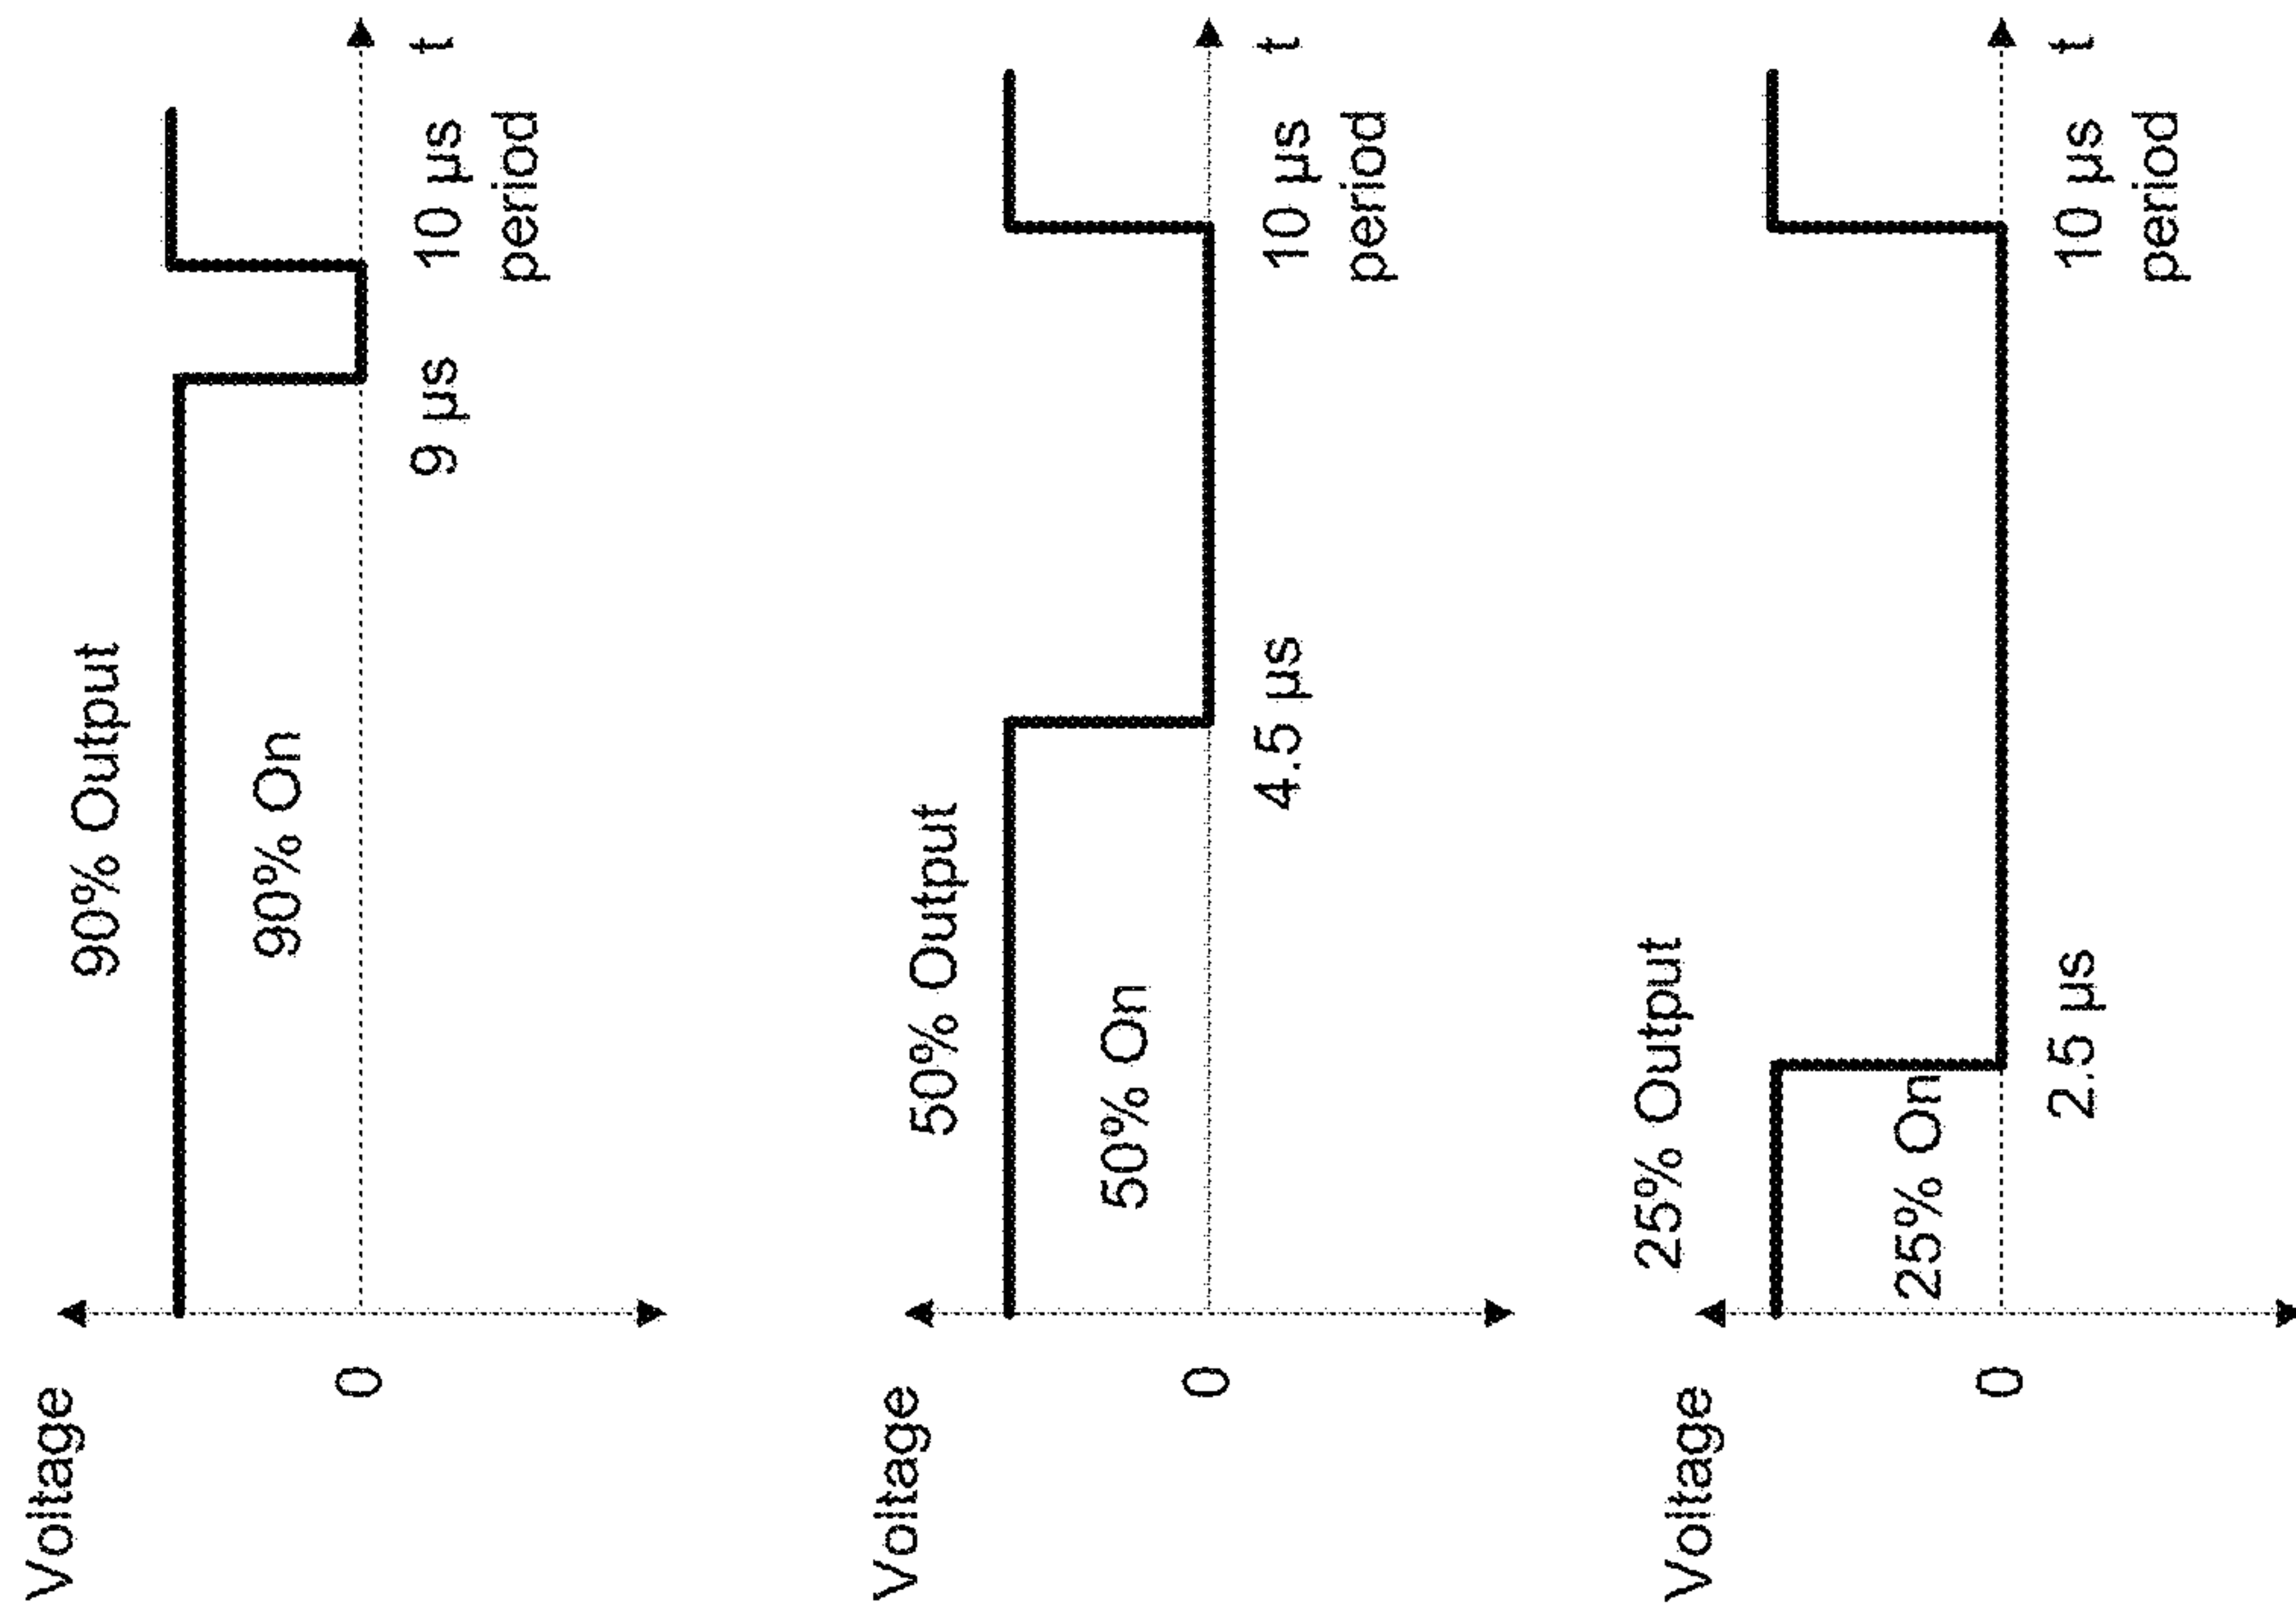 Voltage
90% Output
90% On
0
9 µs
10 µs
period
t
Voltage
50% Output
50% On
0
4.5 µs
10 µs
period
t
Voltage
25% Output
25% On
0
2.5 µs
10 µs
period
t